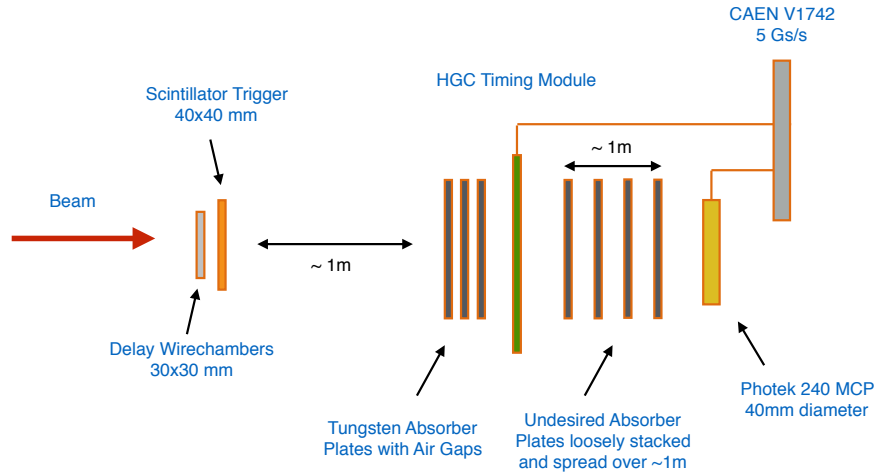 CAEN V1742
5 Gs/s
HGC Timing Module
Scintillator Trigger
40x40 mm
~ 1m
Beam
~ 1m
Delay Wirechambers
30x30 mm
Photek 240 MCP
40mm diameter
Tungsten Absorber
Plates with Air Gaps
Undesired Absorber
Plates loosely stacked
and spread over ~1m